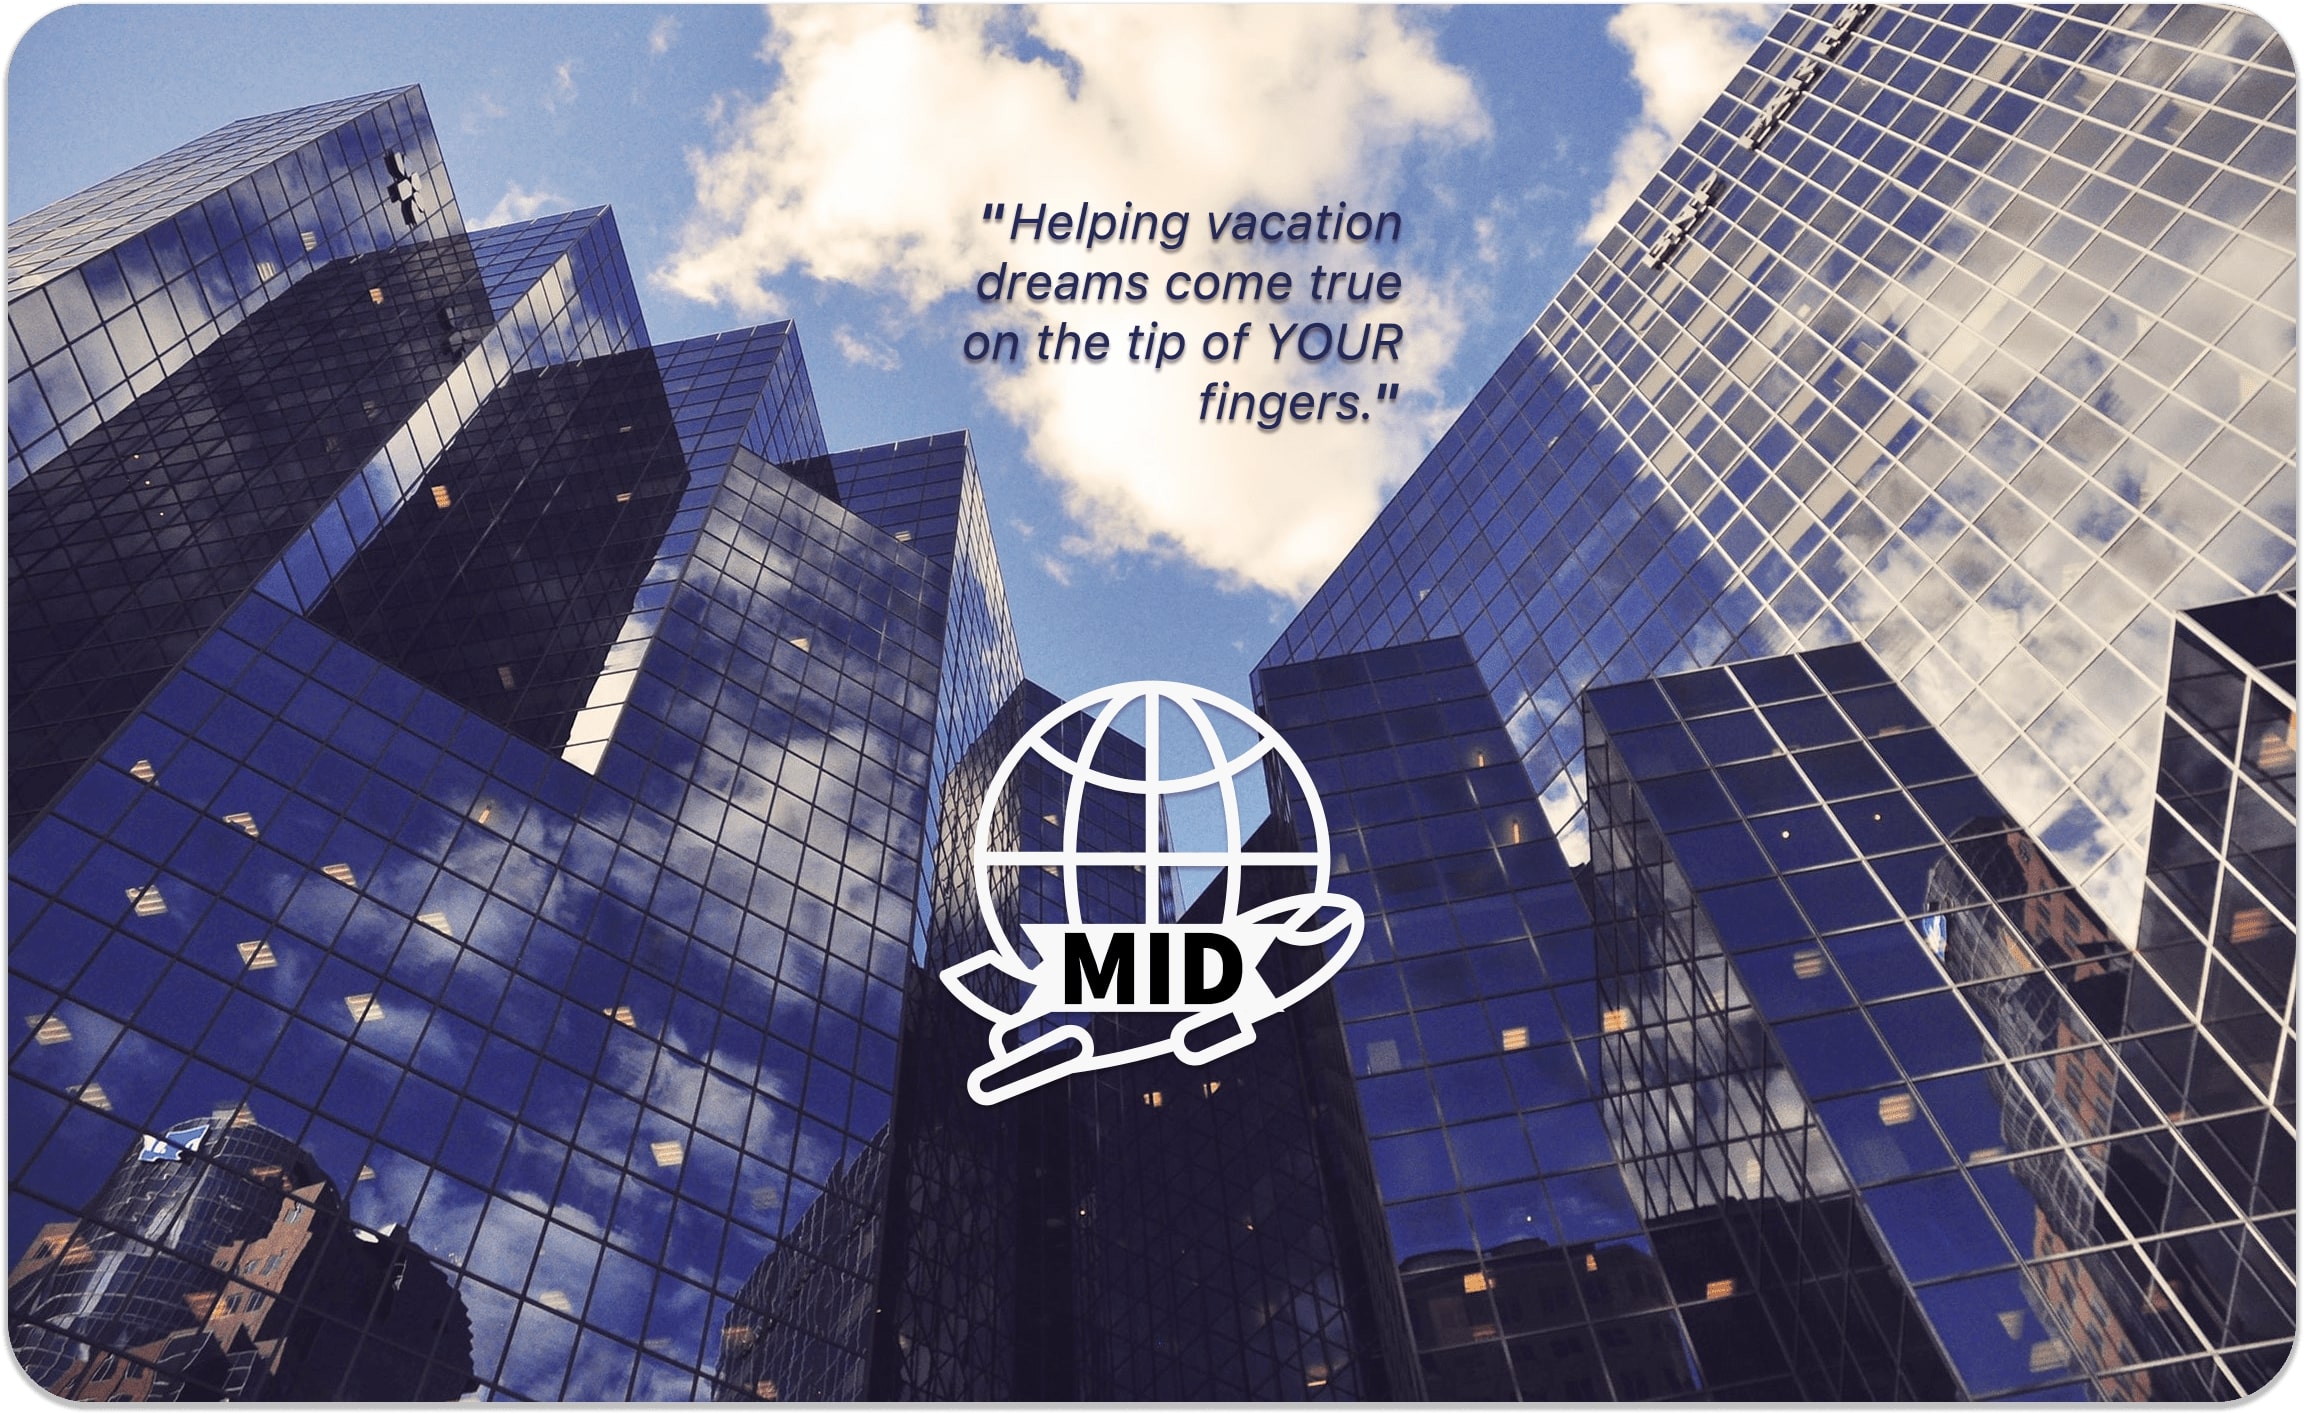 "Helping vacation
dreams come true
on the tip of YOUR
fingers."
MID